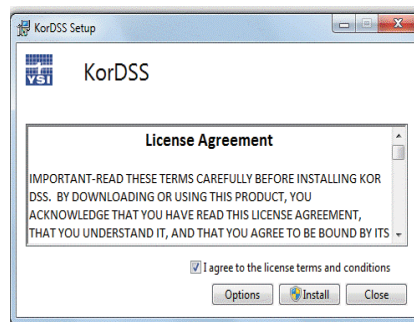 KorDSS Setup
YSI
KorDSS
License Agreement
IMPORTANT-READ THESE TERMS CAREFULLY BEFORE INSTALLING KOR
DSS. BY DOWNLOADING OR USING THIS PRODUCT, YOU
ACKNOWLEDGE THAT YOU HAVE READ THIS LICENSE AGREEMENT,
THAT YOU UNDERSTAND IT, AND THAT YOU AGREE TO BE BOUND BY ITS
I agree to the license terms and conditions
Options Install Close